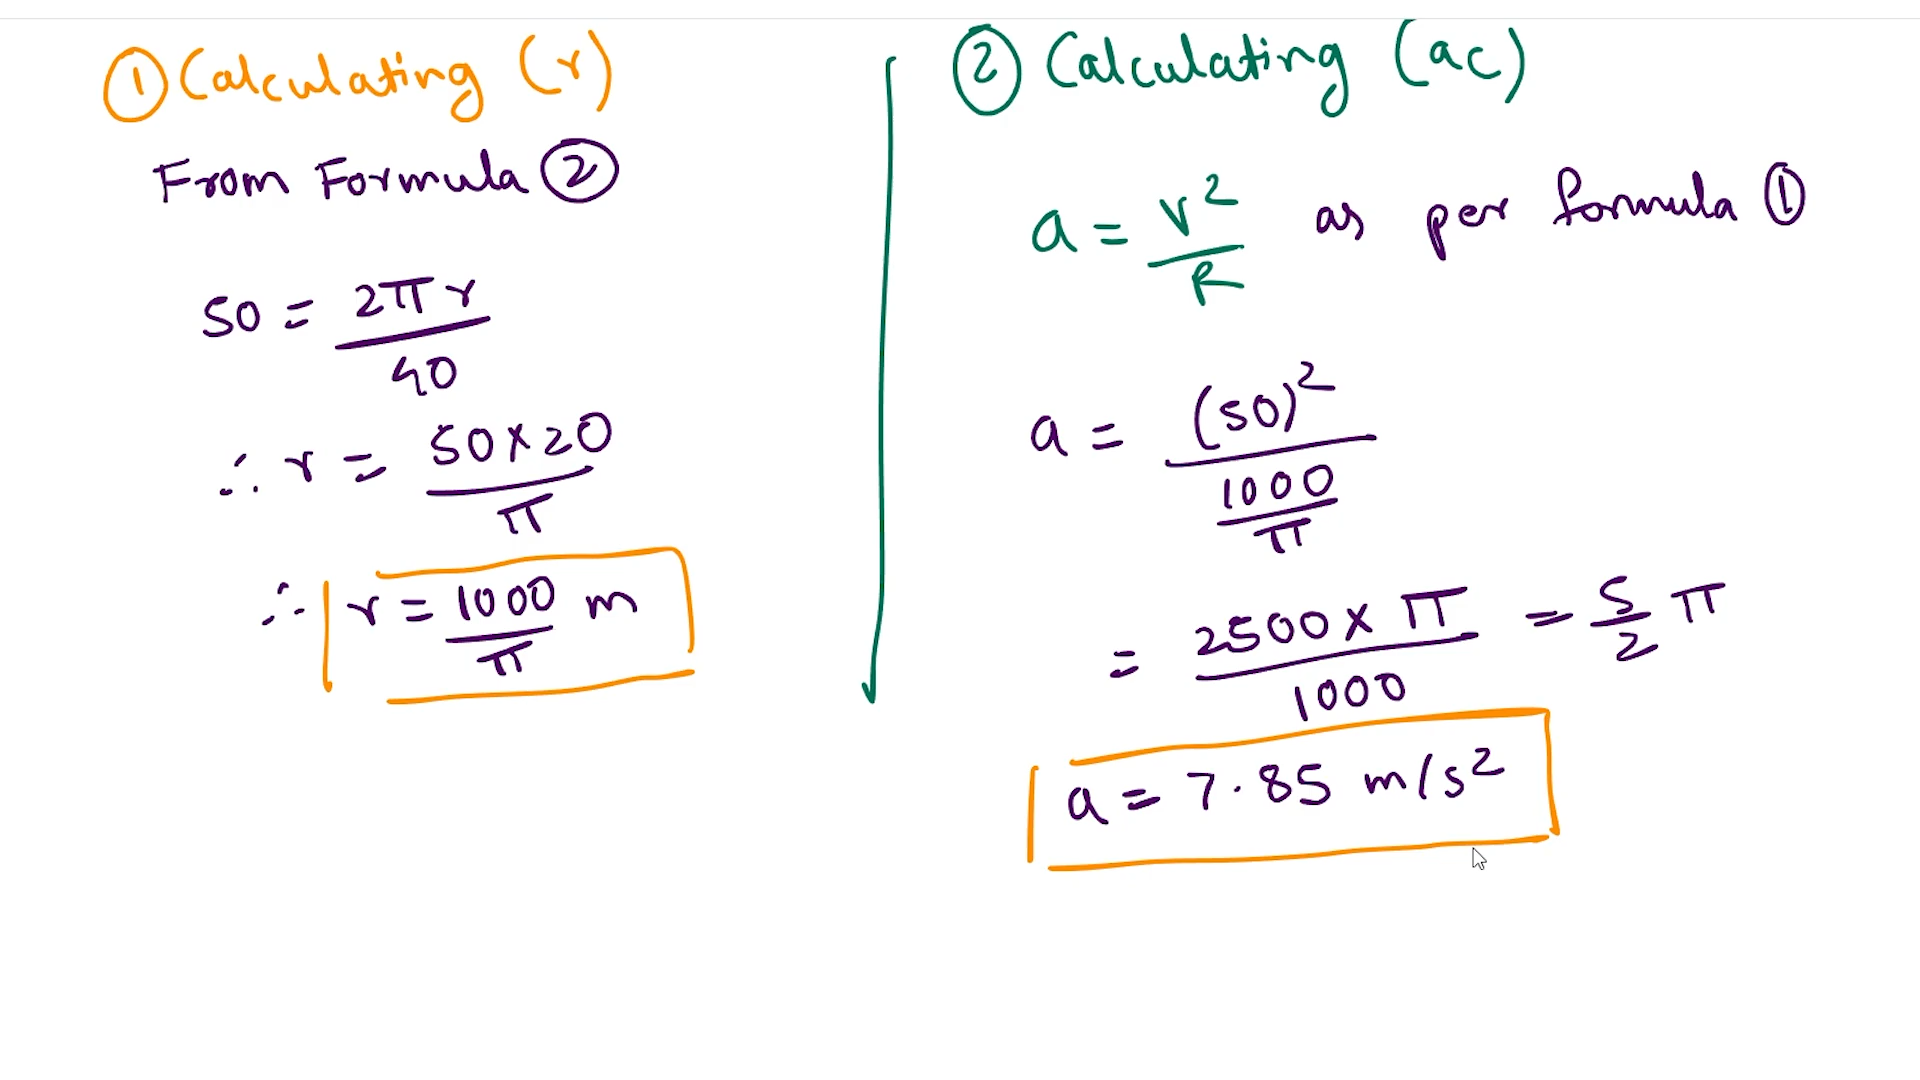 ① Calculating (r)
From Formula ②
50 = 2πr / 40
∴ r = 50 × 20 / π
∴ r = 1000 / π m
② Calculating (ac)
a = v² / R as per formula ①
a = (50)² / (1000 / π)
= 2500 × π / 1000 = 5/2 π
a = 7.85 m/s²